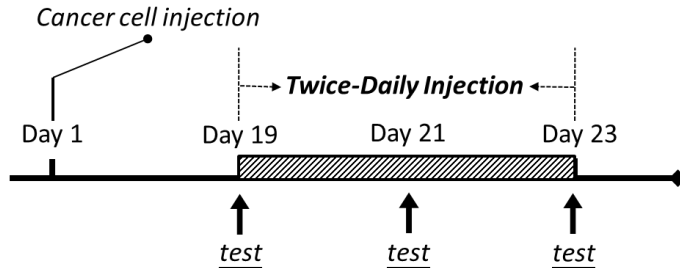 Cancer cell injection
Twice-Daily Injection
Day 1 Day 19 Day 21 Day 23
test test test